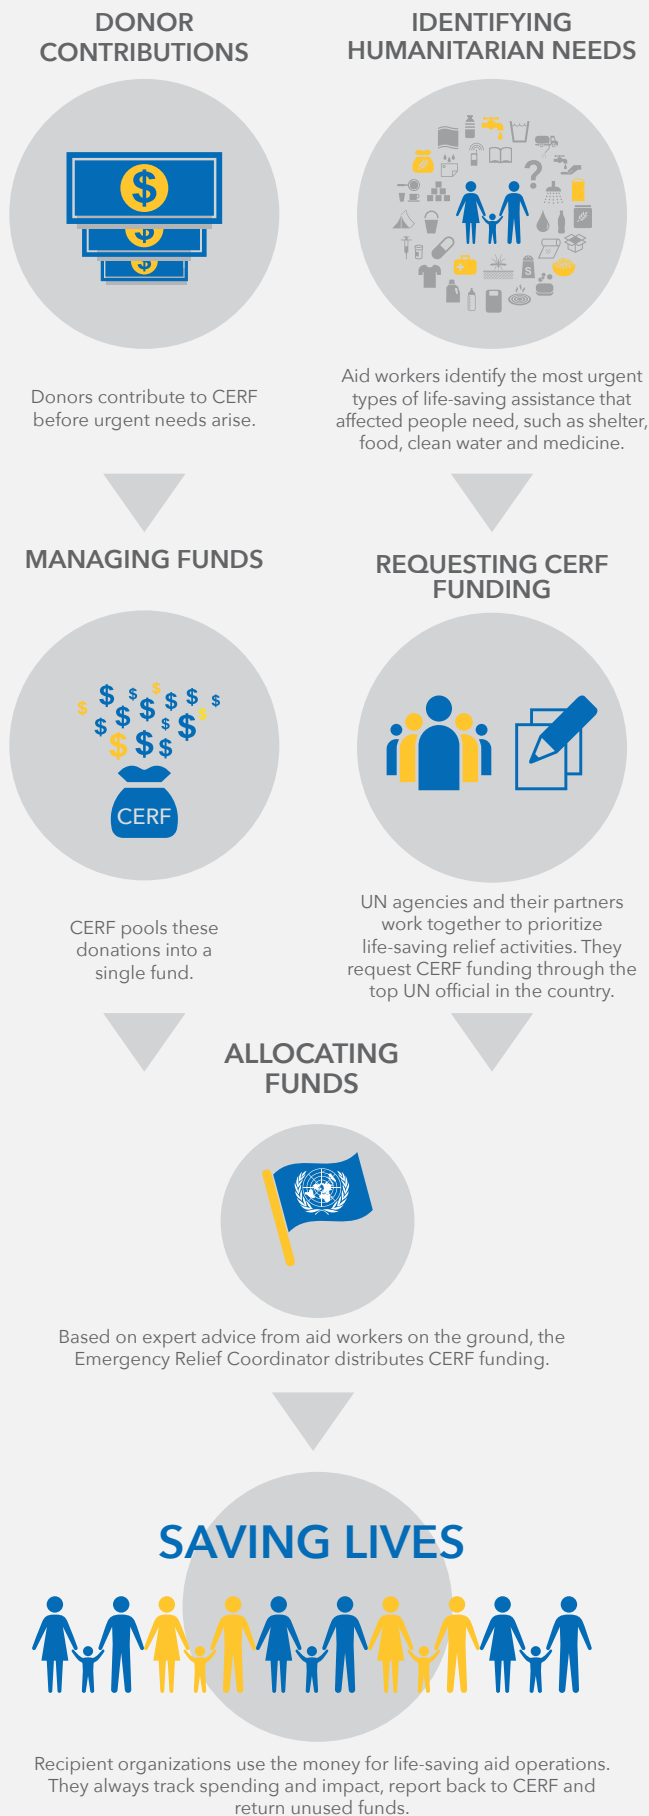 DONOR
CONTRIBUTIONS
Donors contribute to CERF
before urgent needs arise.
IDENTIFYING
HUMANITARIAN NEEDS
?
S
Aid workers identify the most urgent
types of life-saving assistance that
affected people need, such as shelter,
food, clean water and medicine.
MANAGING FUNDS
CERF
CERF pools these
donations into a
single fund.
REQUESTING CERF
FUNDING
UN agencies and their partners
work together to prioritize
life-saving relief activities. They
request CERF funding through the
top UN official in the country.
ALLOCATING
FUNDS
Based on expert advice from aid workers on the ground, the
Emergency Relief Coordinator distributes CERF funding.
SAVING LIVES
Recipient organizations use the money for life-saving aid operations.
They always track spending and impact, report back to CERF and
return unused funds.